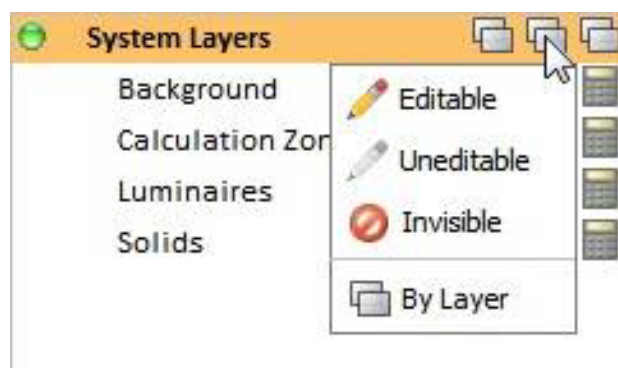 System Layers
Background
Editable
Calculation Zor
Uneditable
Luminaires
Invisible
Solids
By Layer